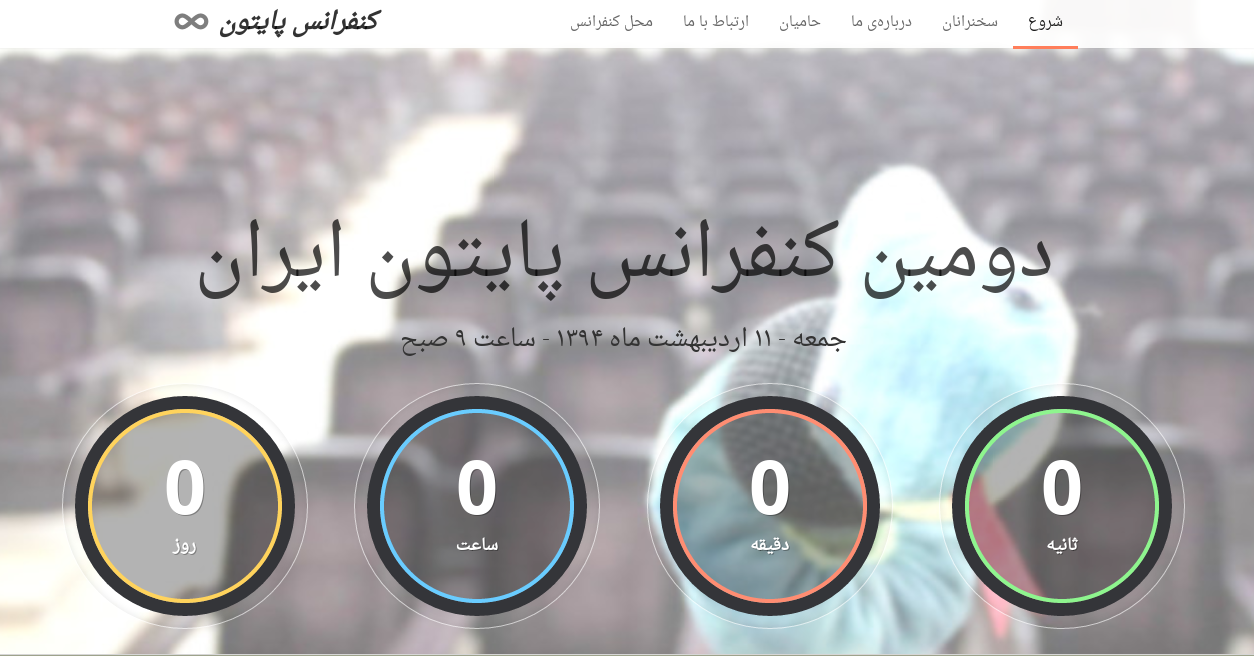 شروع سخنرانان درباره‌ی ما حامیان ارتباط با ما محل کنفرانس کنفرانس پایتون
دومین کنفرانس پایتون ایران
جمعه - ۱۱ اردیبهشت ماه ۱۳۹۴ - ساعت ۹ صبح
0 0 0 0
ثانیه دقیقه ساعت روز